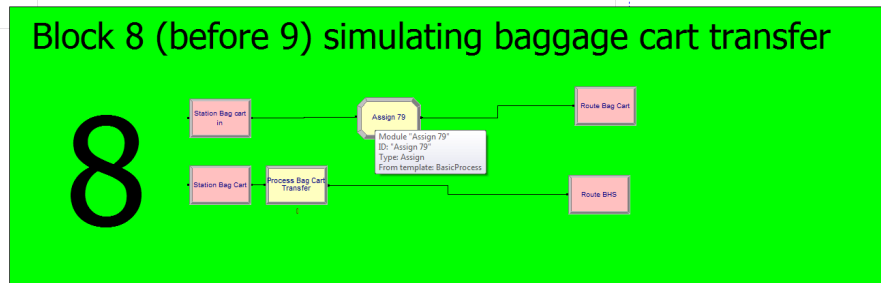 Block 8 (before 9) simulating baggage cart transfer
8
Station Bag cart
in
Assign 79
Route Bag Cart
Module "Assign 79"
ID: "Assign 79"
Type: Assign
From template: BasicProcess
Station Bag Cart
Process Bag Cart
Transfer
Route BHS